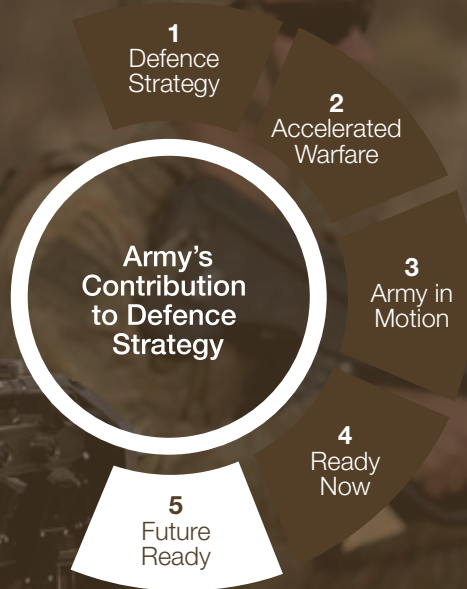 1
Defence
Strategy
2
Accelerated
Warfare
3
Army in
Motion
4
Ready
Now
5
Future
Ready
Army's
Contribution
to Defence
Strategy